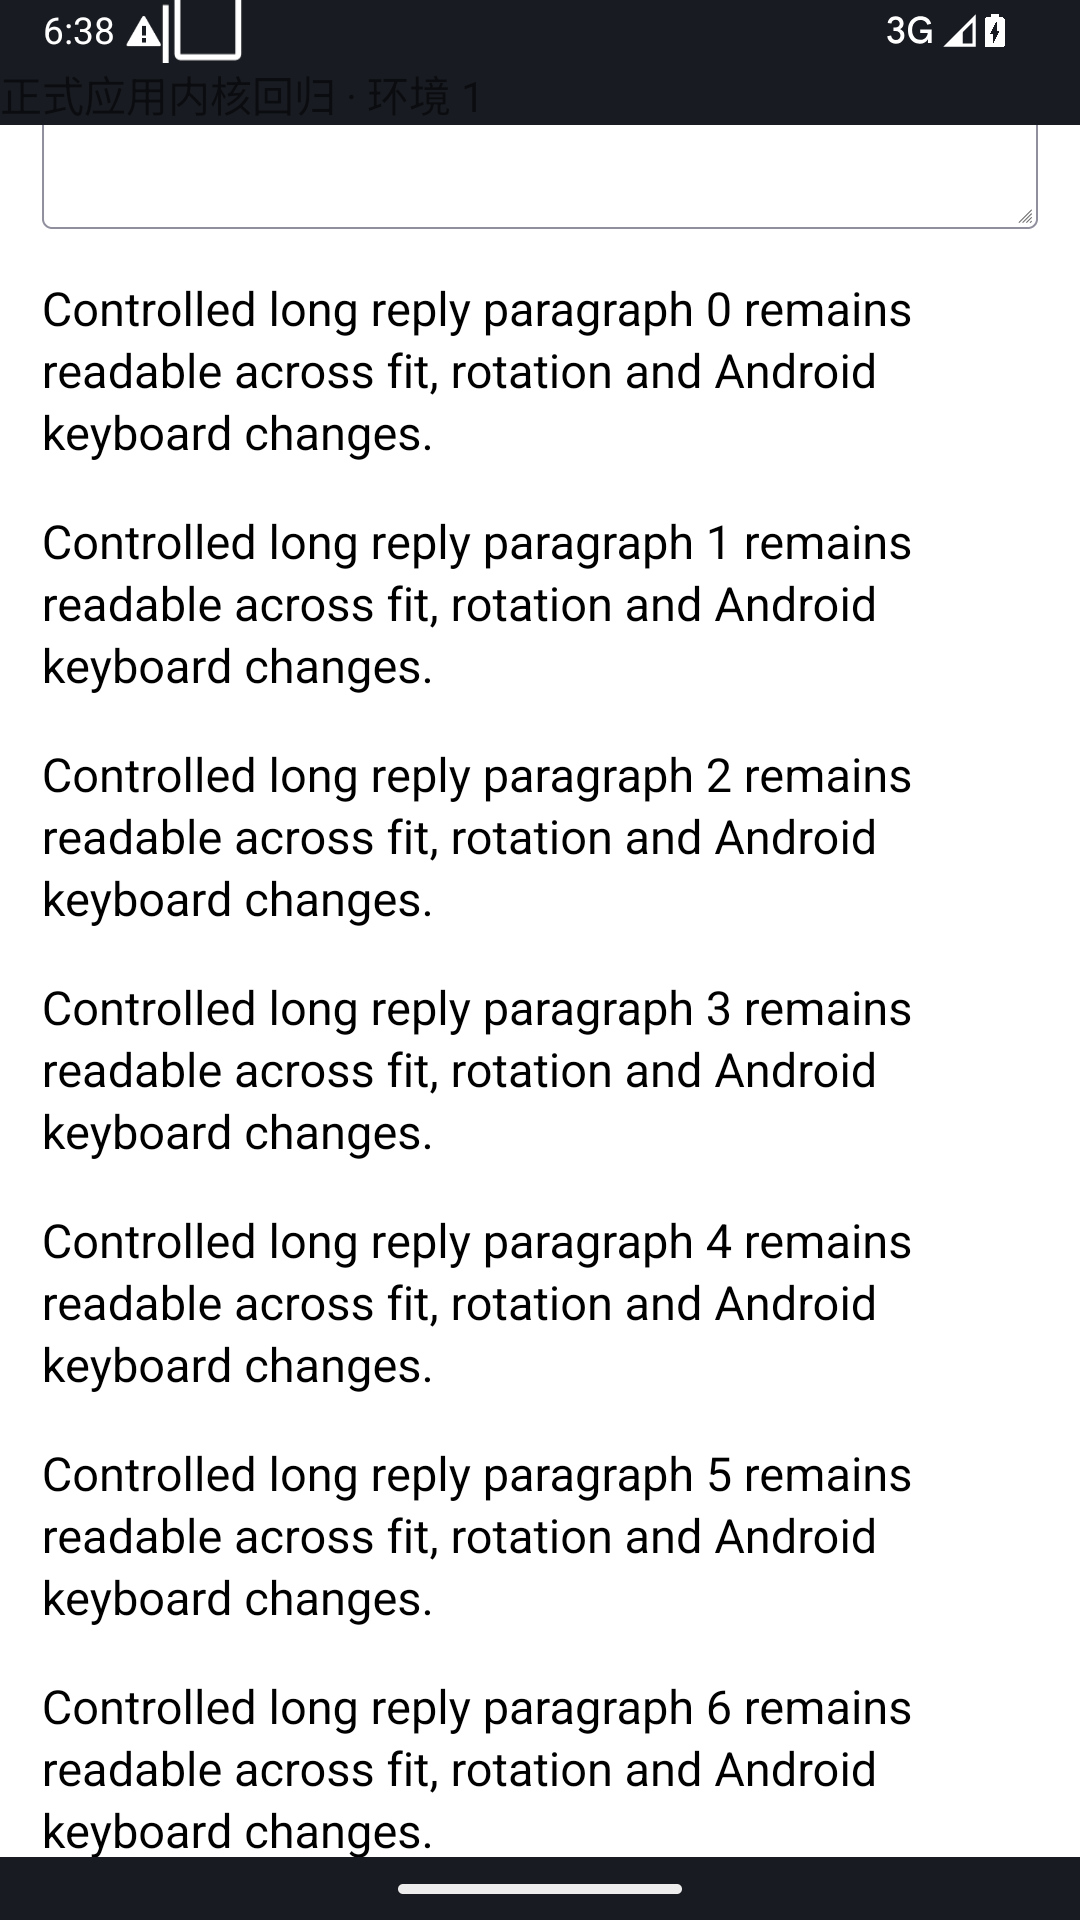 6:38
3G
正式应用内核回归 · 环境 1
Controlled long reply paragraph 0 remains
readable across fit, rotation and Android
keyboard changes.
Controlled long reply paragraph 1 remains
readable across fit, rotation and Android
keyboard changes.
Controlled long reply paragraph 2 remains
readable across fit, rotation and Android
keyboard changes.
Controlled long reply paragraph 3 remains
readable across fit, rotation and Android
keyboard changes.
Controlled long reply paragraph 4 remains
readable across fit, rotation and Android
keyboard changes.
Controlled long reply paragraph 5 remains
readable across fit, rotation and Android
keyboard changes.
Controlled long reply paragraph 6 remains
readable across fit, rotation and Android
keyboard changes.